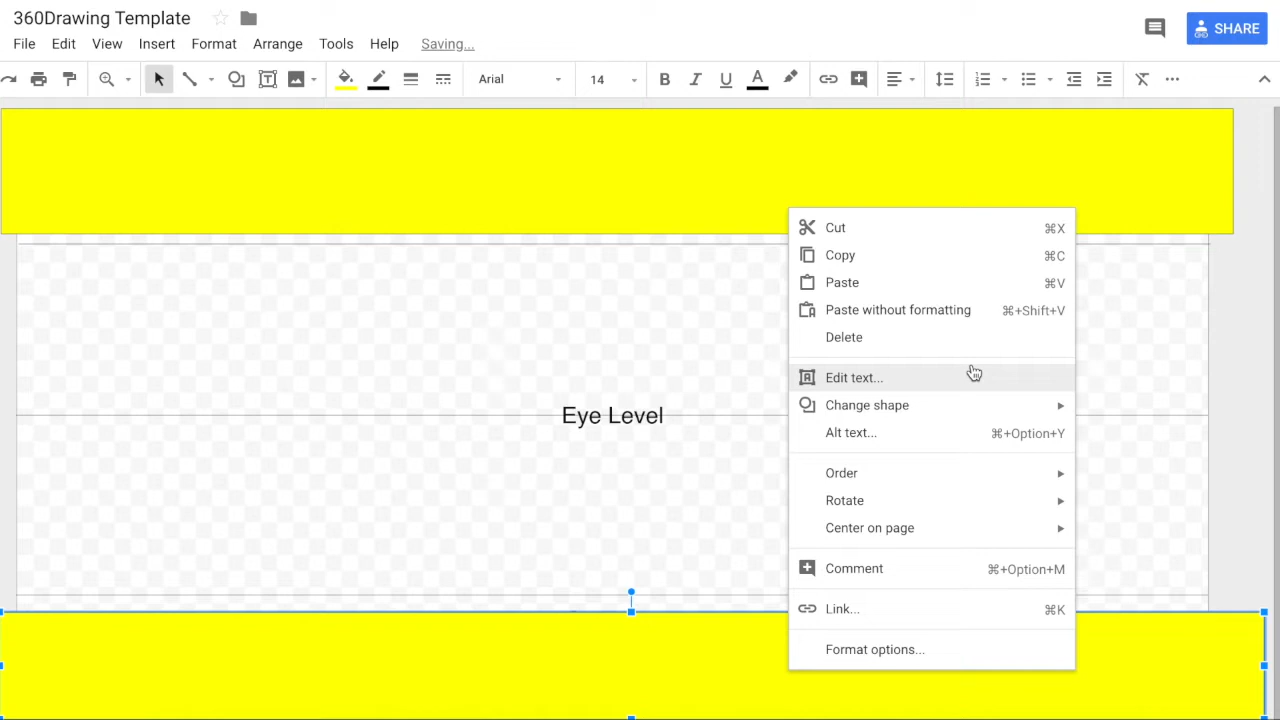 360Drawing Template
SHARE
File Edit View Insert Format Arrange Tools Help Saving...
Arial 14 B I U A
Cut ⌘X
Copy ⌘C
Paste ⌘V
Paste without formatting ⌘+Shift+V
Delete
Edit text...
Change shape
Alt text... ⌘+Option+Y
Eye Level
Order
Rotate
Center on page
Comment ⌘+Option+M
Link... ⌘K
Format options...